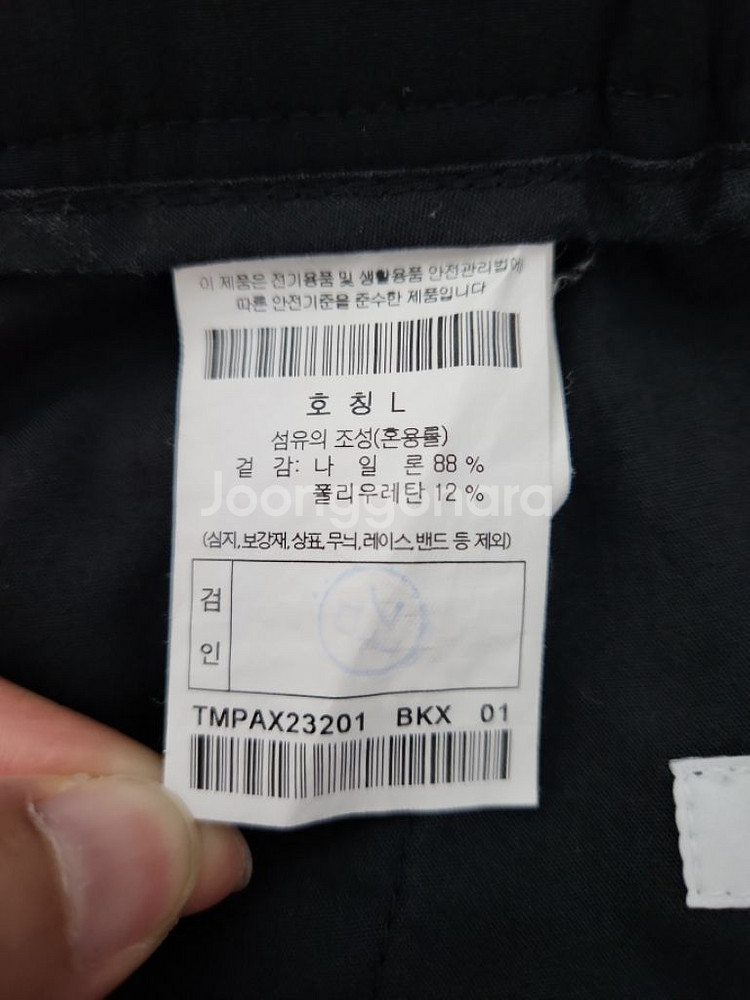 이 제품은 전기용품 및 생활용품 안전관리법에
따른 안전기준을 준수한 제품입니다
호 칭 L
섬유의 조성(혼용률)
겉 감: 나 일 론 88 %
폴리우레탄 12 %
Joonggonara
(심지,보강재,상표,무늬,레이스,밴드 등 제외)
검
인
TMPAX23201 BKX 01